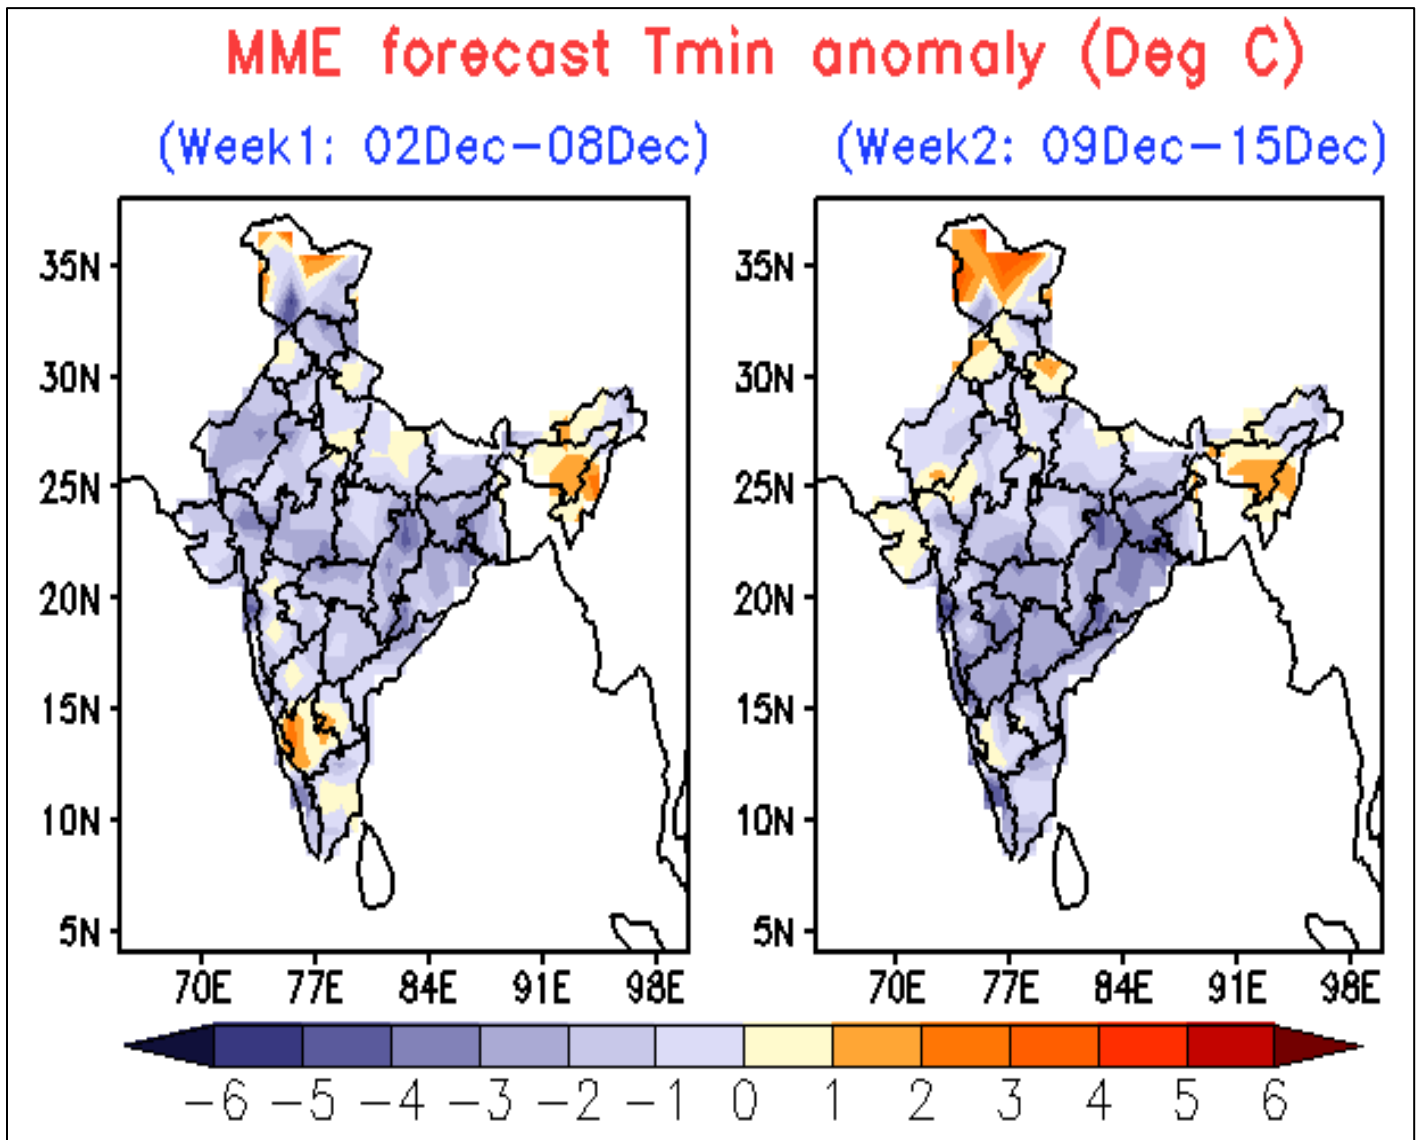 MME forecast Tmin anomaly (Deg C)
(Week1: 02Dec-08Dec) (Week2: 09Dec-15Dec)
35N 35N
30N 30N
25N 25N
20N 20N
15N 15N
10N 10N
5N 5N
70E 77E 84E 91E 98E 70E 77E 84E 91E 98E
-6 -5 -4 -3 -2 -1 0 1 2 3 4 5 6